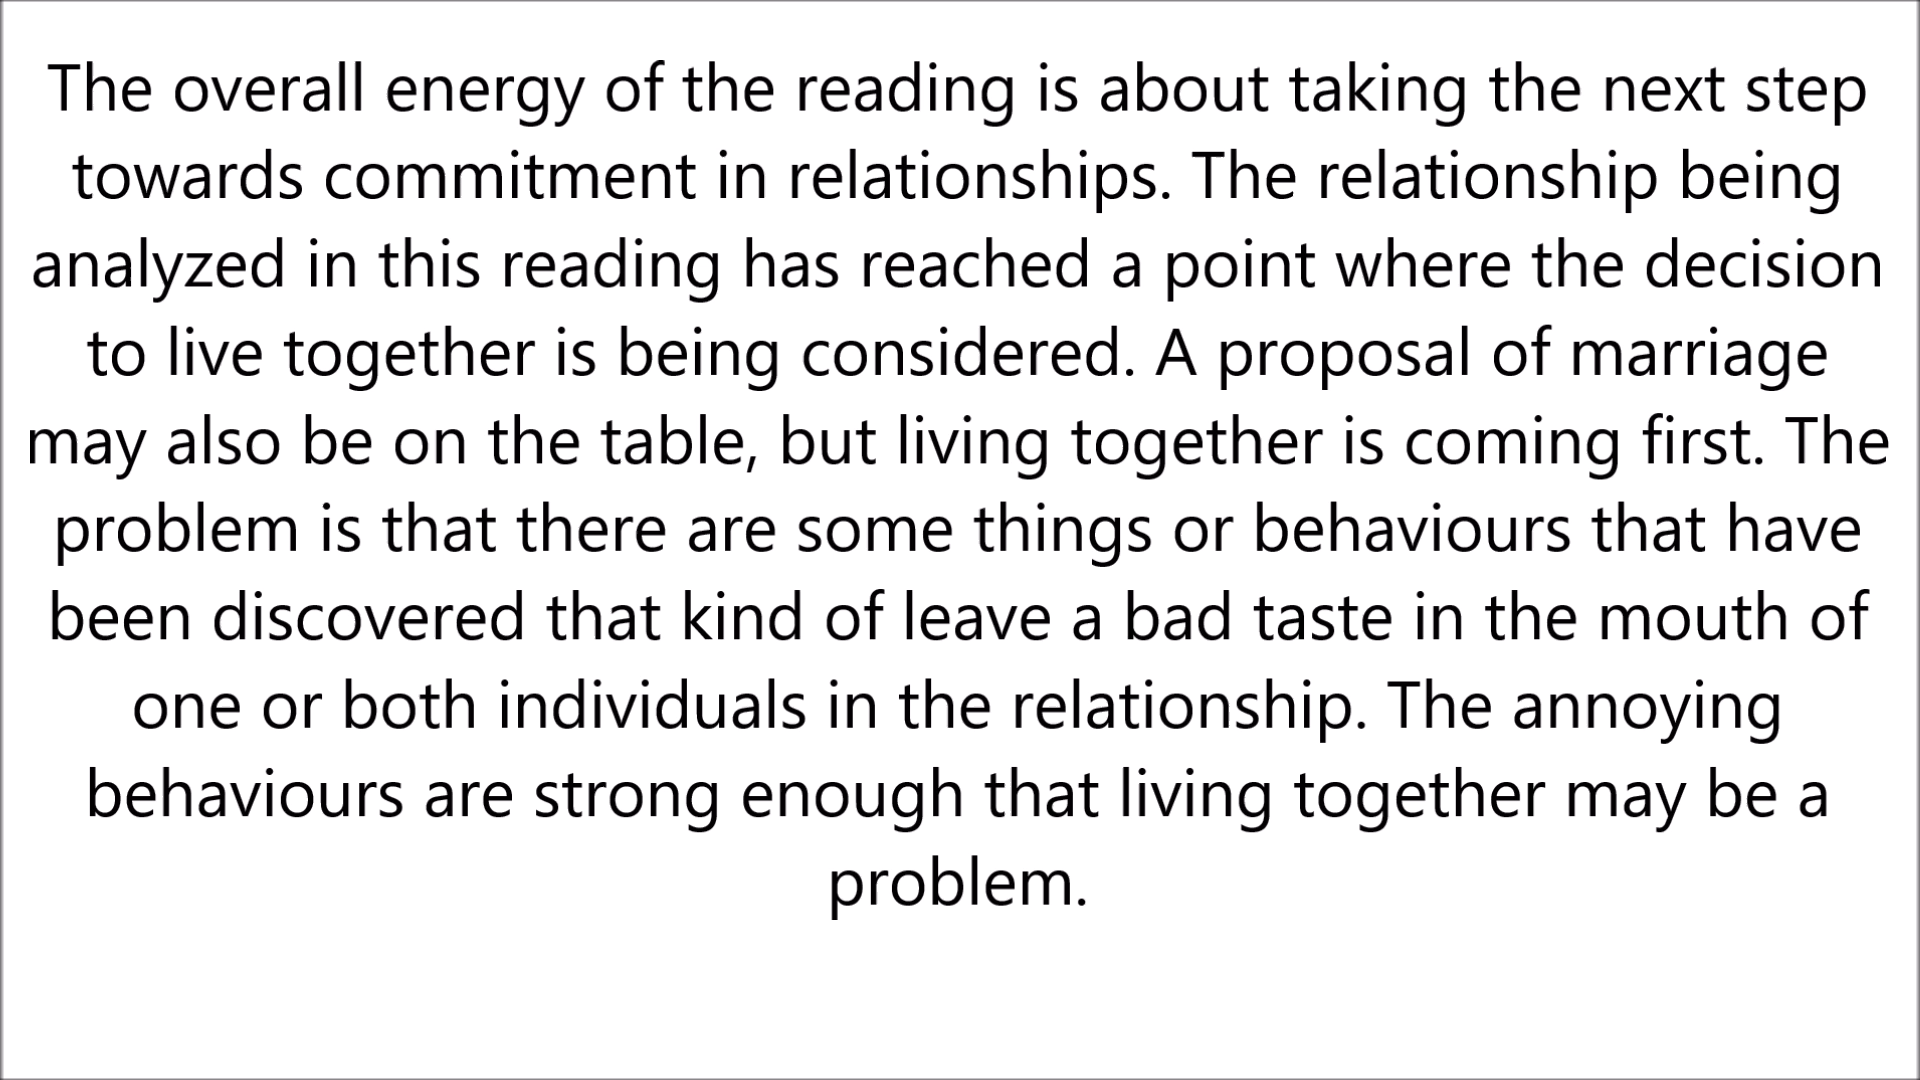 The overall energy of the reading is about taking the next step
towards commitment in relationships. The relationship being
analyzed in this reading has reached a point where the decision
to live together is being considered. A proposal of marriage
may also be on the table, but living together is coming first. The
problem is that there are some things or behaviours that have
been discovered that kind of leave a bad taste in the mouth of
one or both individuals in the relationship. The annoying
behaviours are strong enough that living together may be a
problem.